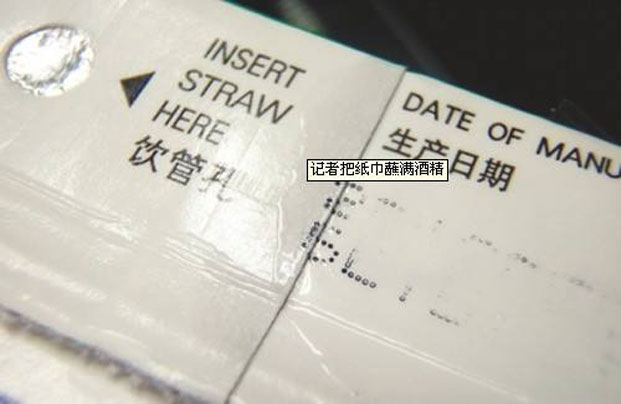 INSERT
STRAW
HERE
饮管孔
DATE OF MANU
生产日期
记者把纸巾蘸满酒精